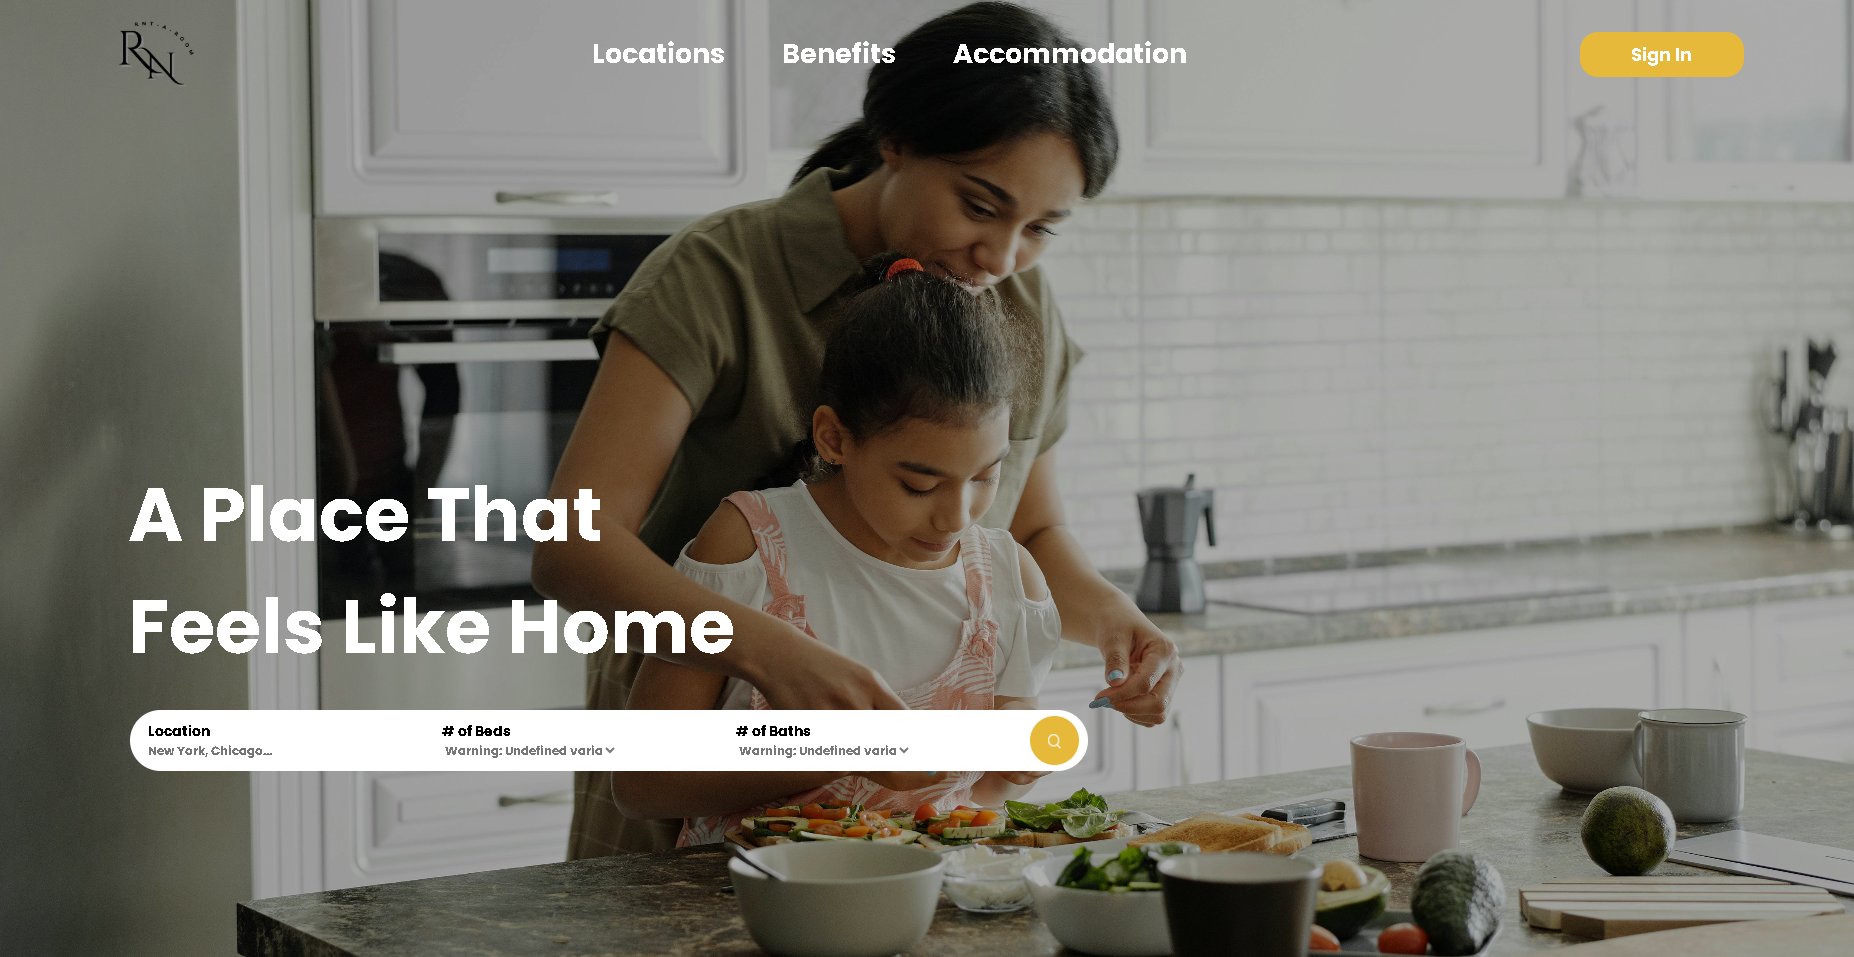 RNT-A-ROOM
RN
Locations
Benefits
Accommodation
Sign In
A Place That
Feels Like Home
Location
# of Beds
# of Baths
New York, Chicago...
Warning: Undefined varia
Warning: Undefined varia